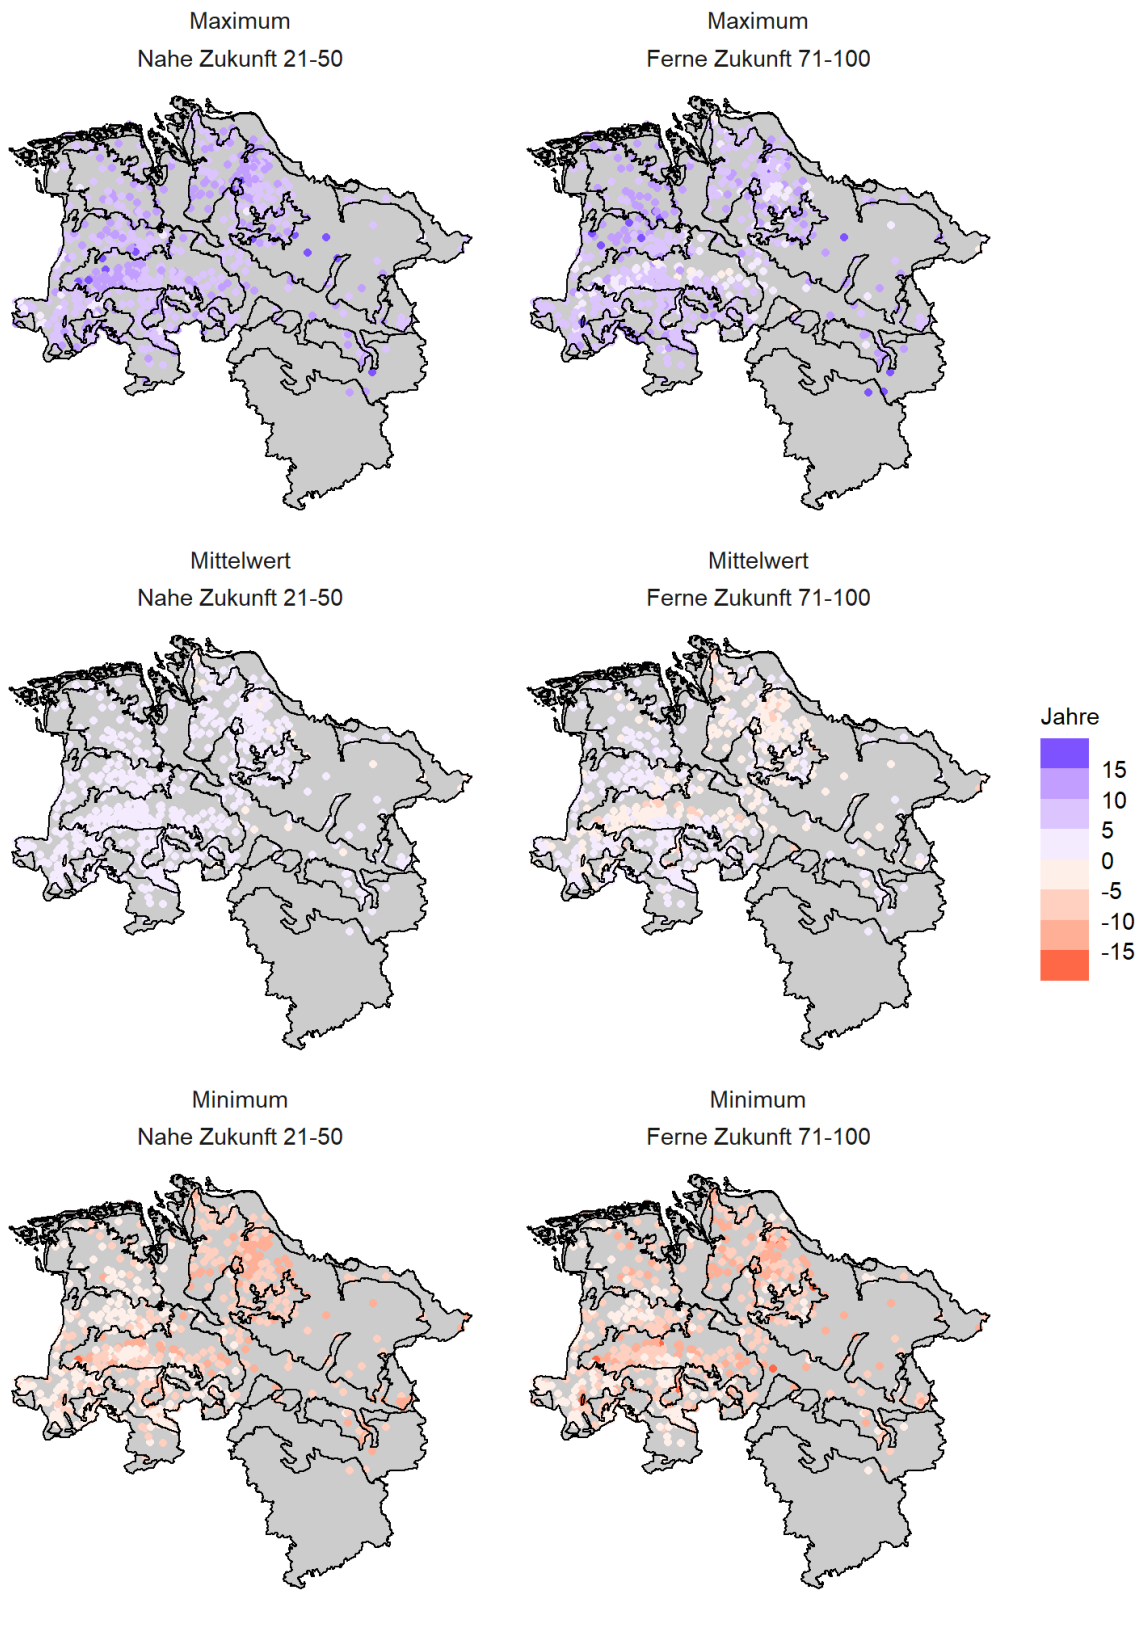 Maximum
Nahe Zukunft 21-50
Maximum
Ferne Zukunft 71-100
Mittelwert
Nahe Zukunft 21-50
Mittelwert
Ferne Zukunft 71-100
Jahre
15
10
5
0
-5
-10
-15
Minimum
Nahe Zukunft 21-50
Minimum
Ferne Zukunft 71-100